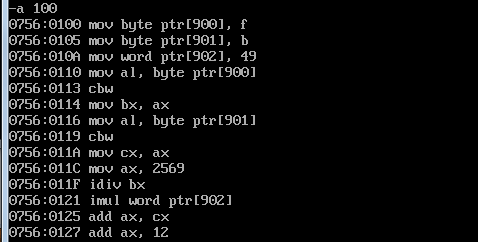 -a 100
0756:0100 mov byte ptr[900], f
0756:0105 mov byte ptr[901], b
0756:010A mov word ptr[902], 49
0756:0110 mov al, byte ptr[900]
0756:0113 cbw
0756:0114 mov bx, ax
0756:0116 mov al, byte ptr[901]
0756:0119 cbw
0756:011A mov cx, ax
0756:011C mov ax, 2569
0756:011F idiv bx
0756:0121 imul word ptr[902]
0756:0125 add ax, cx
0756:0127 add ax, 12